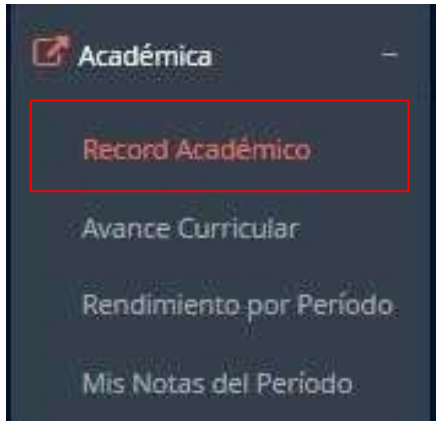 Académica
Record Académico
Avance Curricular
Rendimiento por Período
Mis Notas del Período